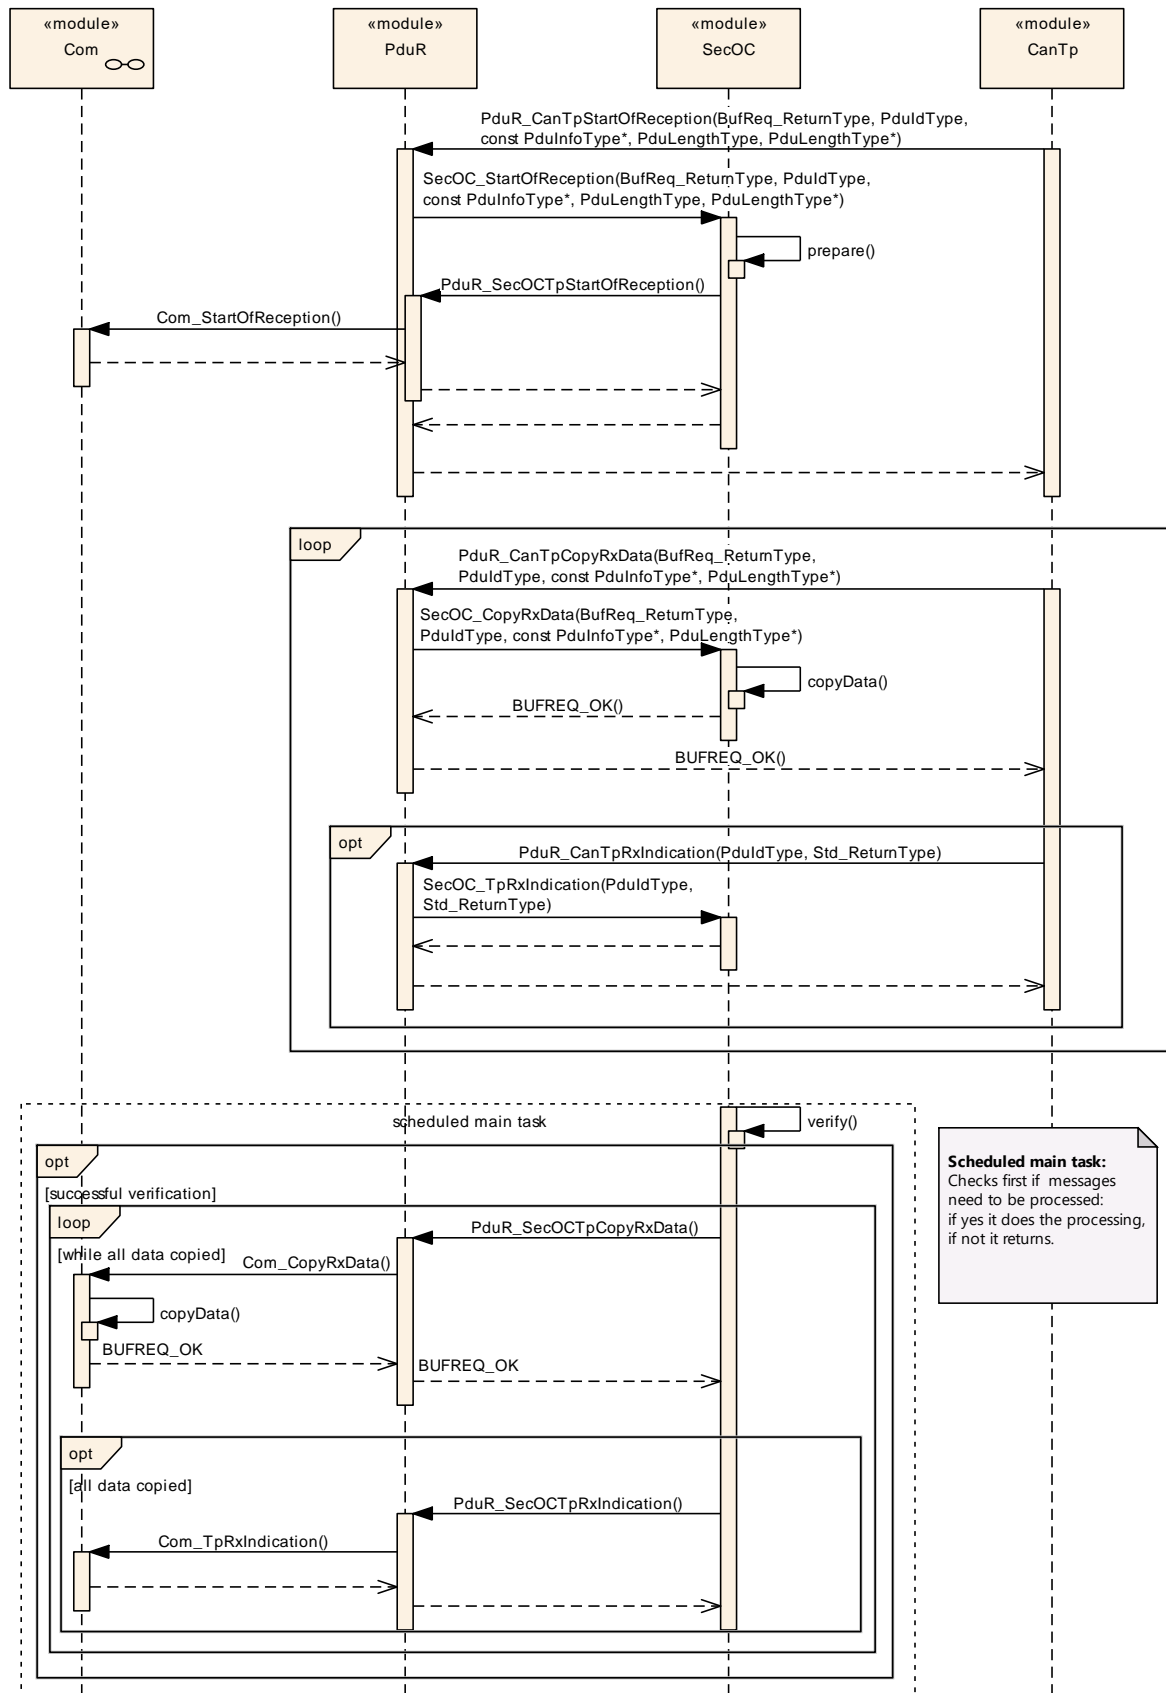 «module»
Com
«module»
PduR
«module»
SecOC
«module»
CanTp
PduR_CanTpStartOfReception(BufReq_ReturnType, PduIdType,
const PduInfoType*, PduLengthType, PduLengthType*)
SecOC_StartOfReception(BufReq_ReturnType, PduIdType,
const PduInfoType*, PduLengthType, PduLengthType*)
prepare()
PduR_SecOCTpStartOfReception()
Com_StartOfReception()
loop
PduR_CanTpCopyRxData(BufReq_ReturnType,
PduIdType, const PduInfoType*, PduLengthType*)
SecOC_CopyRxData(BufReq_ReturnType,
PduIdType, const PduInfoType*, PduLengthType*)
copyData()
BUFREQ_OK()
BUFREQ_OK()
opt
PduR_CanTpRxIndication(PduIdType, Std_ReturnType)
SecOC_TpRxIndication(PduIdType,
Std_ReturnType)
scheduled main task
verify()
opt
[successful verification]
Scheduled main task:
Checks first if messages
need to be processed:
if yes it does the processing,
if not it returns.
loop
[while all data copied]
PduR_SecOCTpCopyRxData()
Com_CopyRxData()
copyData()
BUFREQ_OK
BUFREQ_OK
opt
[all data copied]
PduR_SecOCTpRxIndication()
Com_TpRxIndication()